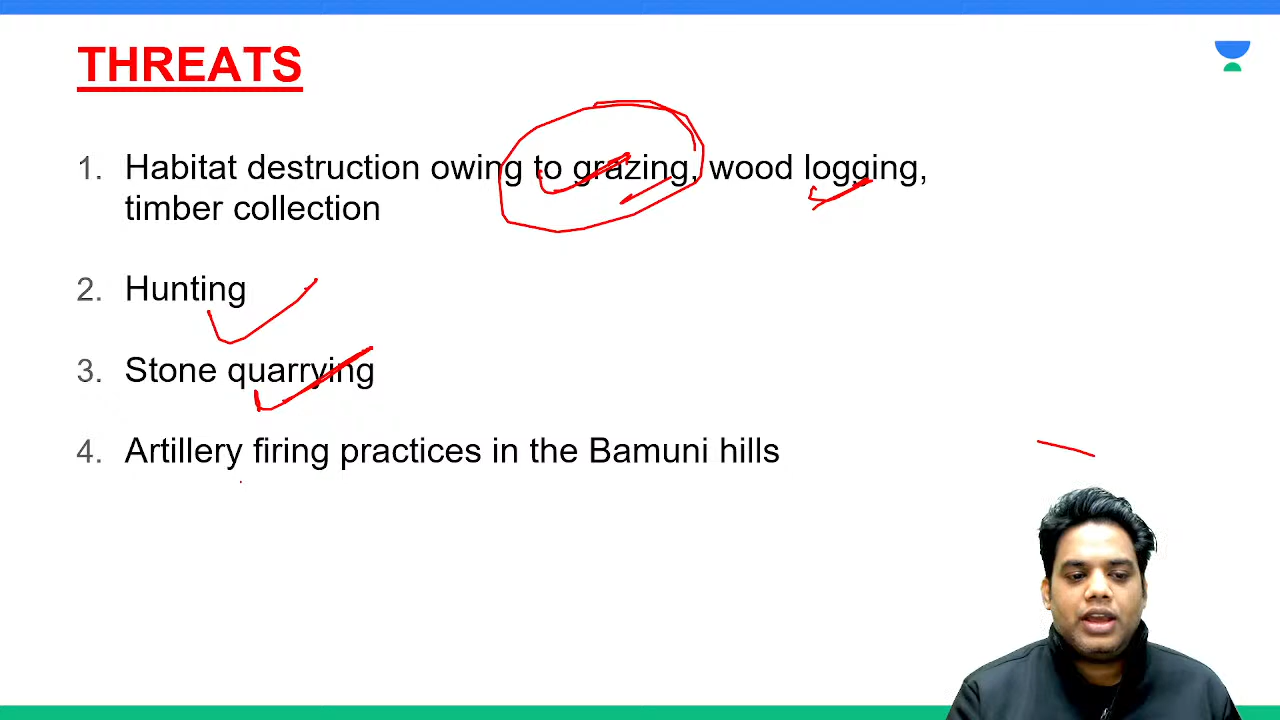 THREATS
1. Habitat destruction owing to grazing, wood logging,
timber collection
2. Hunting
3. Stone quarrying
4. Artillery firing practices in the Bamuni hills